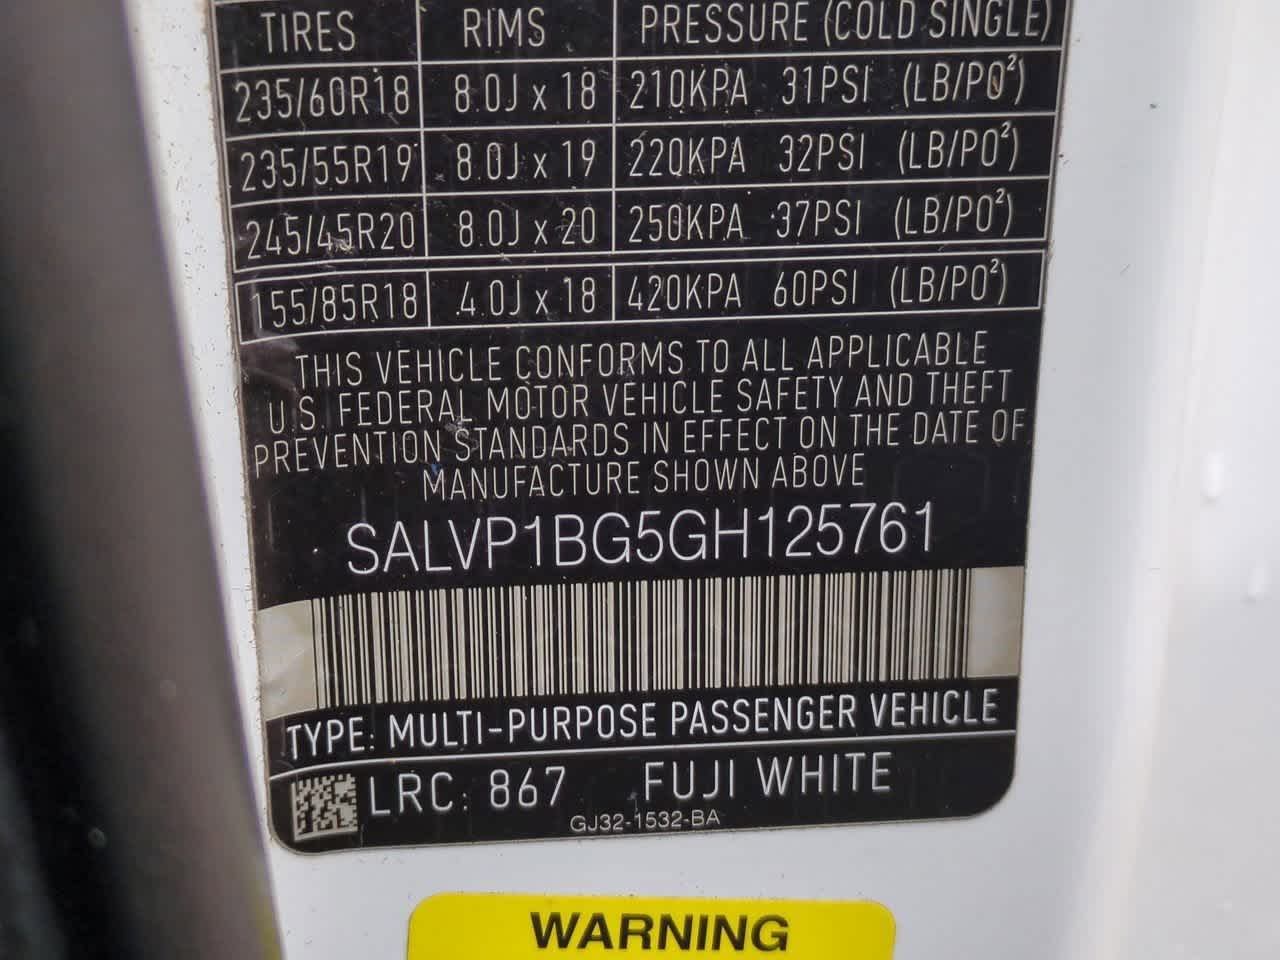 TIRES RIMS PRESSURE (COLD SINGLE)
235/60R18 8.0J x 18 210KPA 31PSI (LB/PO²)
235/55R19 8.0J x 19 220KPA 32PSI (LB/PO²)
245/45R20 8.0J x 20 250KPA 37PSI (LB/PO²)
155/85R18 4.0J x 18 420KPA 60PSI (LB/PO²)
THIS VEHICLE CONFORMS TO ALL APPLICABLE
U.S. FEDERAL MOTOR VEHICLE SAFETY AND THEFT
PREVENTION STANDARDS IN EFFECT ON THE DATE OF
MANUFACTURE SHOWN ABOVE
SALVP1BG5GH125761
TYPE: MULTI-PURPOSE PASSENGER VEHICLE
LRC: 867 FUJI WHITE
GJ32-1532-BA
WARNING